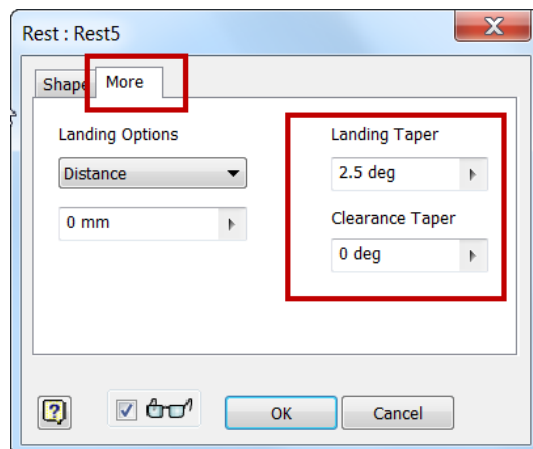 Rest : Rest5
Shape More
Landing Options
Landing Taper
Distance
2.5 deg
0 mm
Clearance Taper
0 deg
OK Cancel